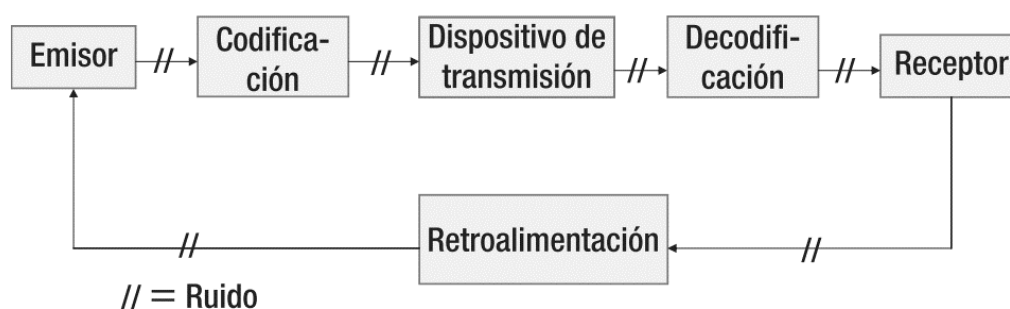 Emisor
Codifica-
ción
Dispositivo de
transmisión
Decodifi-
cación
Receptor
Retroalimentación
// = Ruido